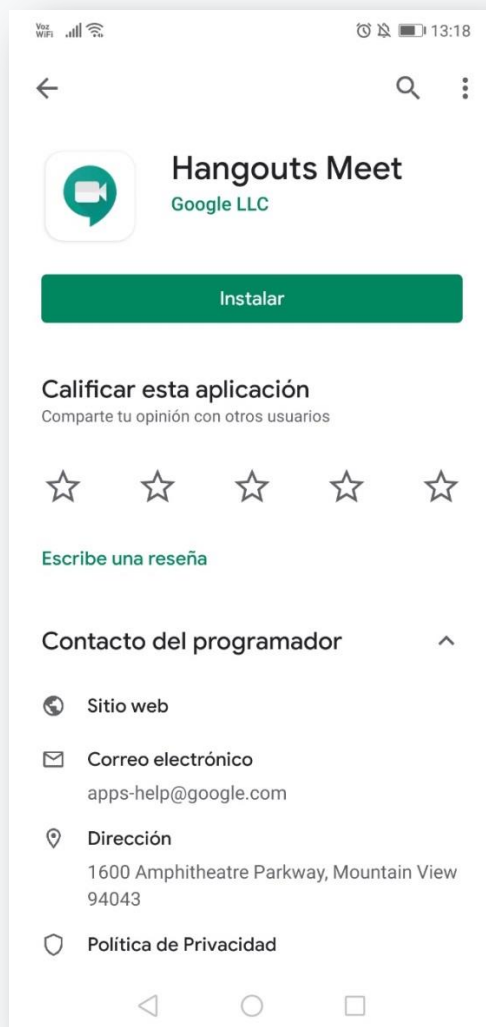 Voz
WiFi
13:18
Hangouts Meet
Google LLC
Instalar
Calificar esta aplicación
Comparte tu opinión con otros usuarios
Escribe una reseña
Contacto del programador
Sitio web
Correo electrónico
apps-help@google.com
Dirección
1600 Amphitheatre Parkway, Mountain View
94043
Política de Privacidad